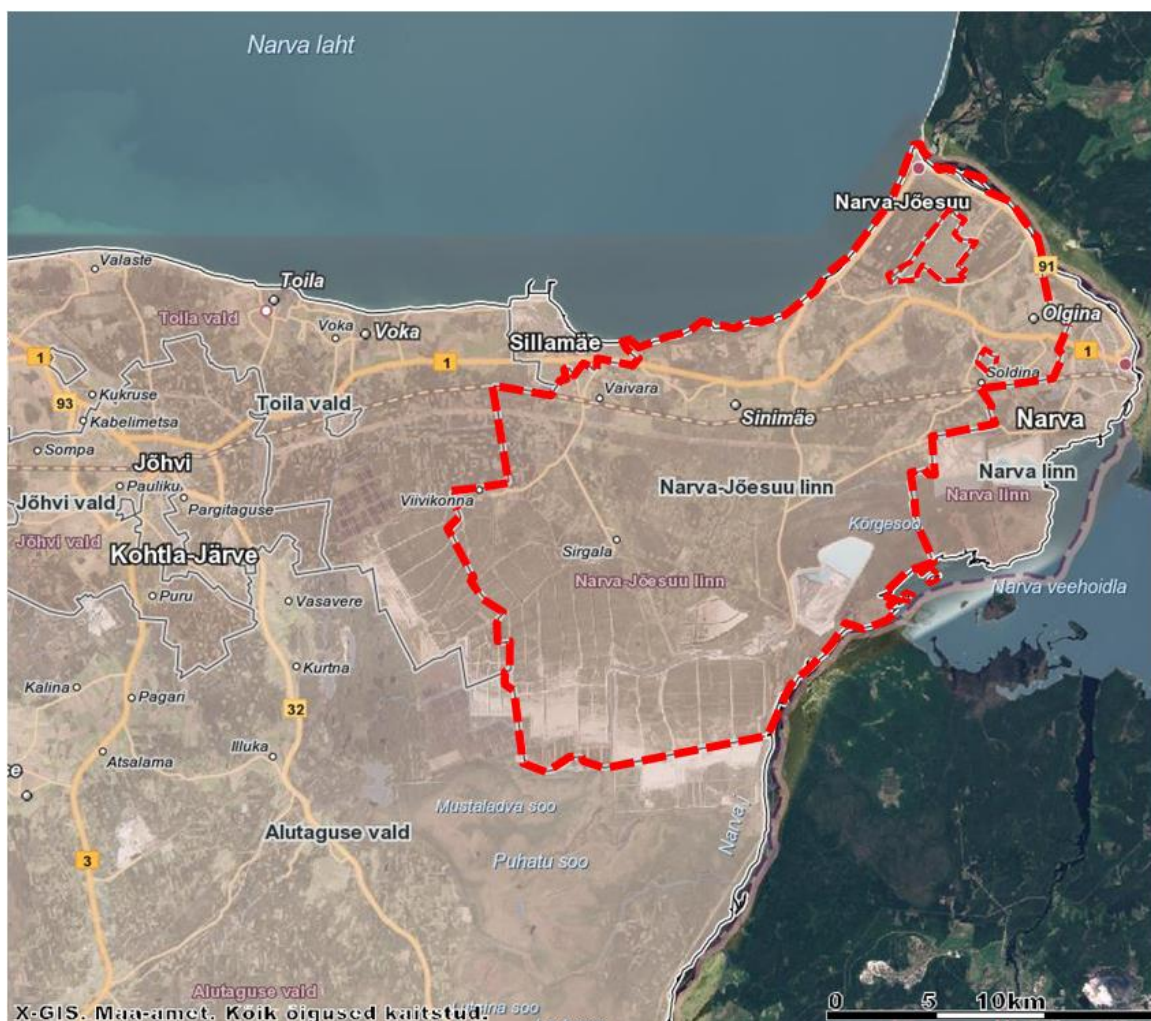 Narva laht
Narva-Jõesuu
Valaste
Toila
Toila vald
Voka
Voka
91
Olgina
Sillamäe
1
1
1
Soldina
Kukruse
93
Vaivara
Toila vald
Sinimäe
Kabelimetsa
Narva
Sompa
Jõhvi
Narva linn
Pauliku
Viivikonna
Narva-Jõesuu linn
Narva linn
Jõhvi vald
Pargitaguse
Kõrgesoo
Jõhvi vald
Kohtla-Järve
Sirgala
Narva-Jõesuu linn
Narva veehoidla
Puru
Vasavere
Kurtna
Kalina
Pagari
32
Illuka
Atsalama
Mustaladva soo
Narva j
Alutaguse vald
3
Puhatu soo
Alutaguse vald
0 5 10km
X-GIS. Maa-amet. Kõik õigused kaitstud.